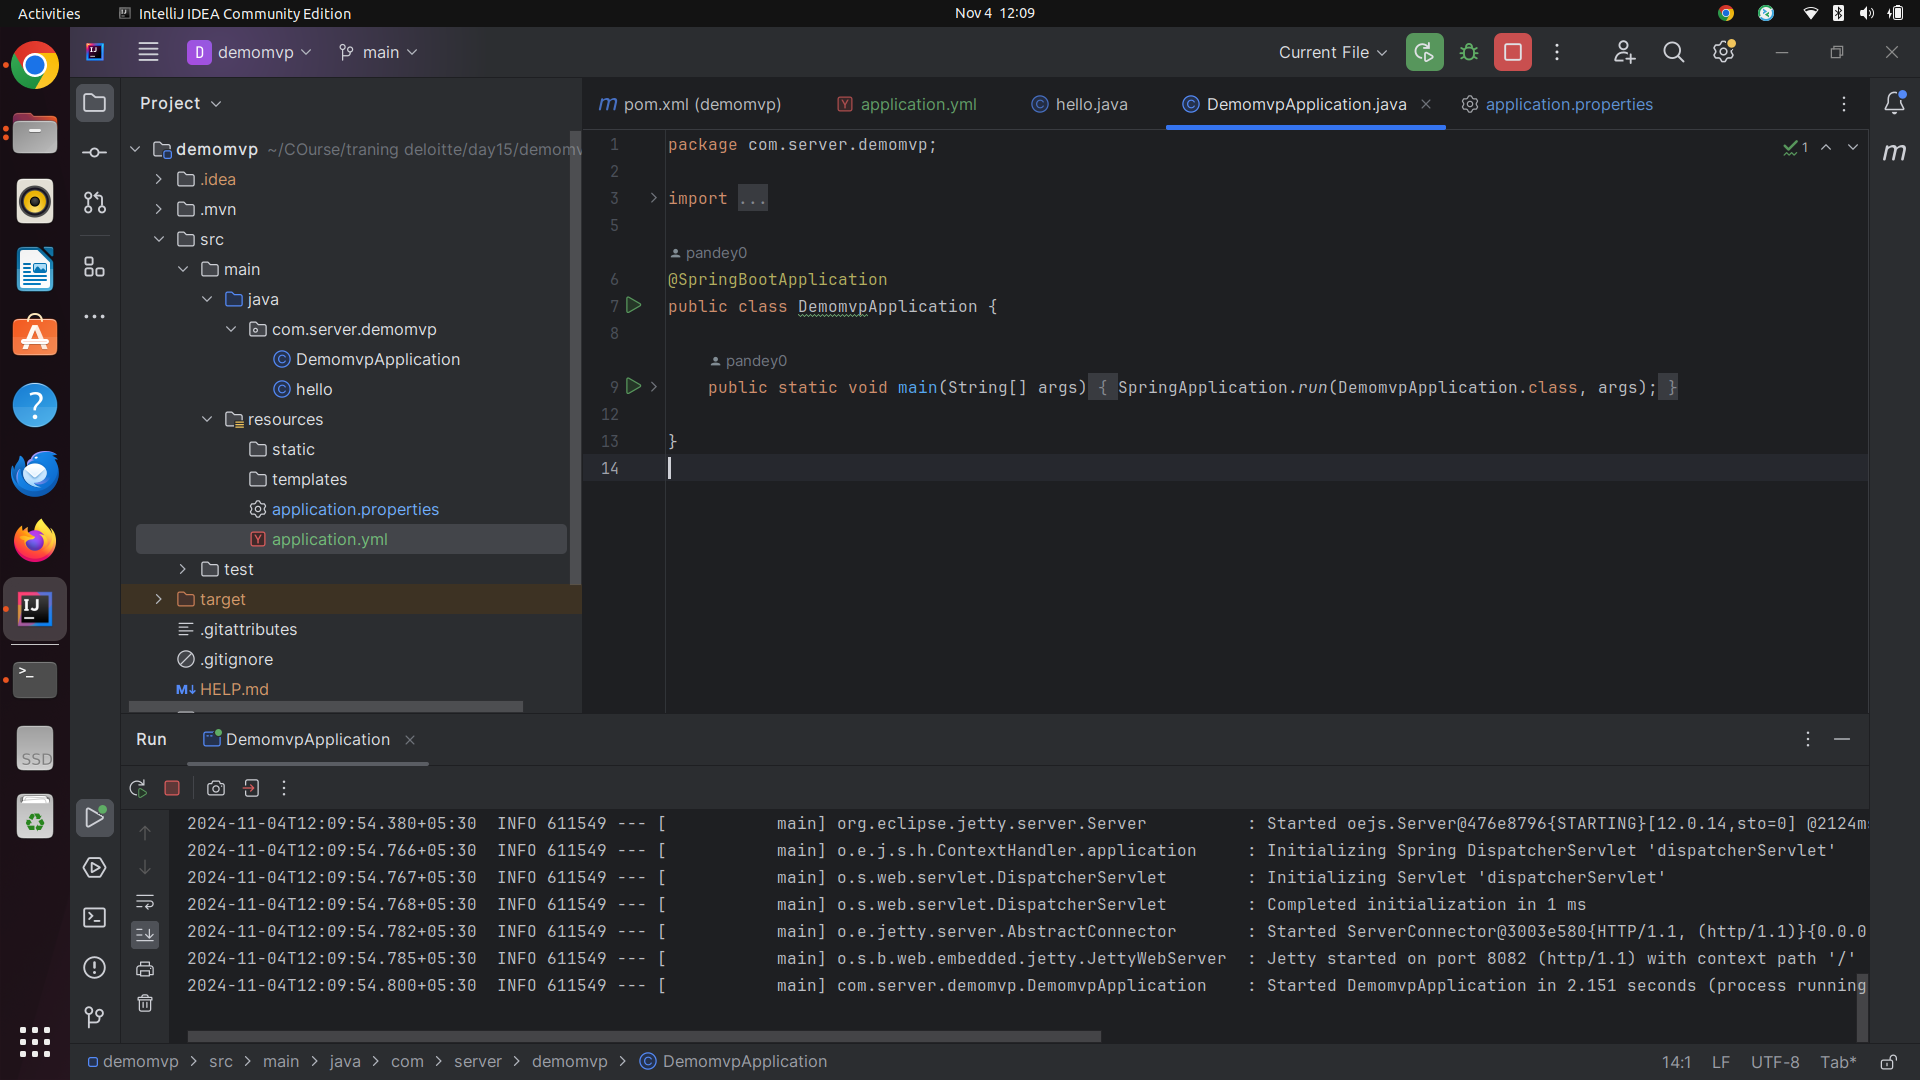 Activities
IntelliJ IDEA Community Edition
Nov 4 12:09
D demomvp
main
Current File
Project
m pom.xml (demomvp)
application.yml
hello.java
DemomvpApplication.java
application.properties
demomvp ~/COurse/traning deloitte/day15/demomv
.idea
.mvn
src
main
java
com.server.demomvp
DemomvpApplication
hello
resources
static
templates
application.properties
application.yml
test
target
.gitattributes
.gitignore
M↓ HELP.md
1 package com.server.demomvp;
2
3 import ...
5
pandey0
6 @SpringBootApplication
7 public class DemomvpApplication {
8
pandey0
9 public static void main(String[] args) { SpringApplication.run(DemomvpApplication.class, args); }
12
13 }
14
1
m
Run
DemomvpApplication
2024-11-04T12:09:54.380+05:30 INFO 611549 --- [ main] org.eclipse.jetty.server.Server : Started oejs.Server@476e8796{STARTING}[12.0.14,sto=0] @2124ms
2024-11-04T12:09:54.766+05:30 INFO 611549 --- [ main] o.e.j.s.h.ContextHandler.application : Initializing Spring DispatcherServlet 'dispatcherServlet'
2024-11-04T12:09:54.767+05:30 INFO 611549 --- [ main] o.s.web.servlet.DispatcherServlet : Initializing Servlet 'dispatcherServlet'
2024-11-04T12:09:54.768+05:30 INFO 611549 --- [ main] o.s.web.servlet.DispatcherServlet : Completed initialization in 1 ms
2024-11-04T12:09:54.782+05:30 INFO 611549 --- [ main] o.e.jetty.server.AbstractConnector : Started ServerConnector@3003e580{HTTP/1.1, (http/1.1)}{0.0.0
2024-11-04T12:09:54.785+05:30 INFO 611549 --- [ main] o.s.b.web.embedded.jetty.JettyWebServer : Jetty started on port 8082 (http/1.1) with context path '/'
2024-11-04T12:09:54.800+05:30 INFO 611549 --- [ main] com.server.demomvp.DemomvpApplication : Started DemomvpApplication in 2.151 seconds (process running
SSD
demomvp > src > main > java > com > server > demomvp > DemomvpApplication
14:1 LF UTF-8 Tab*